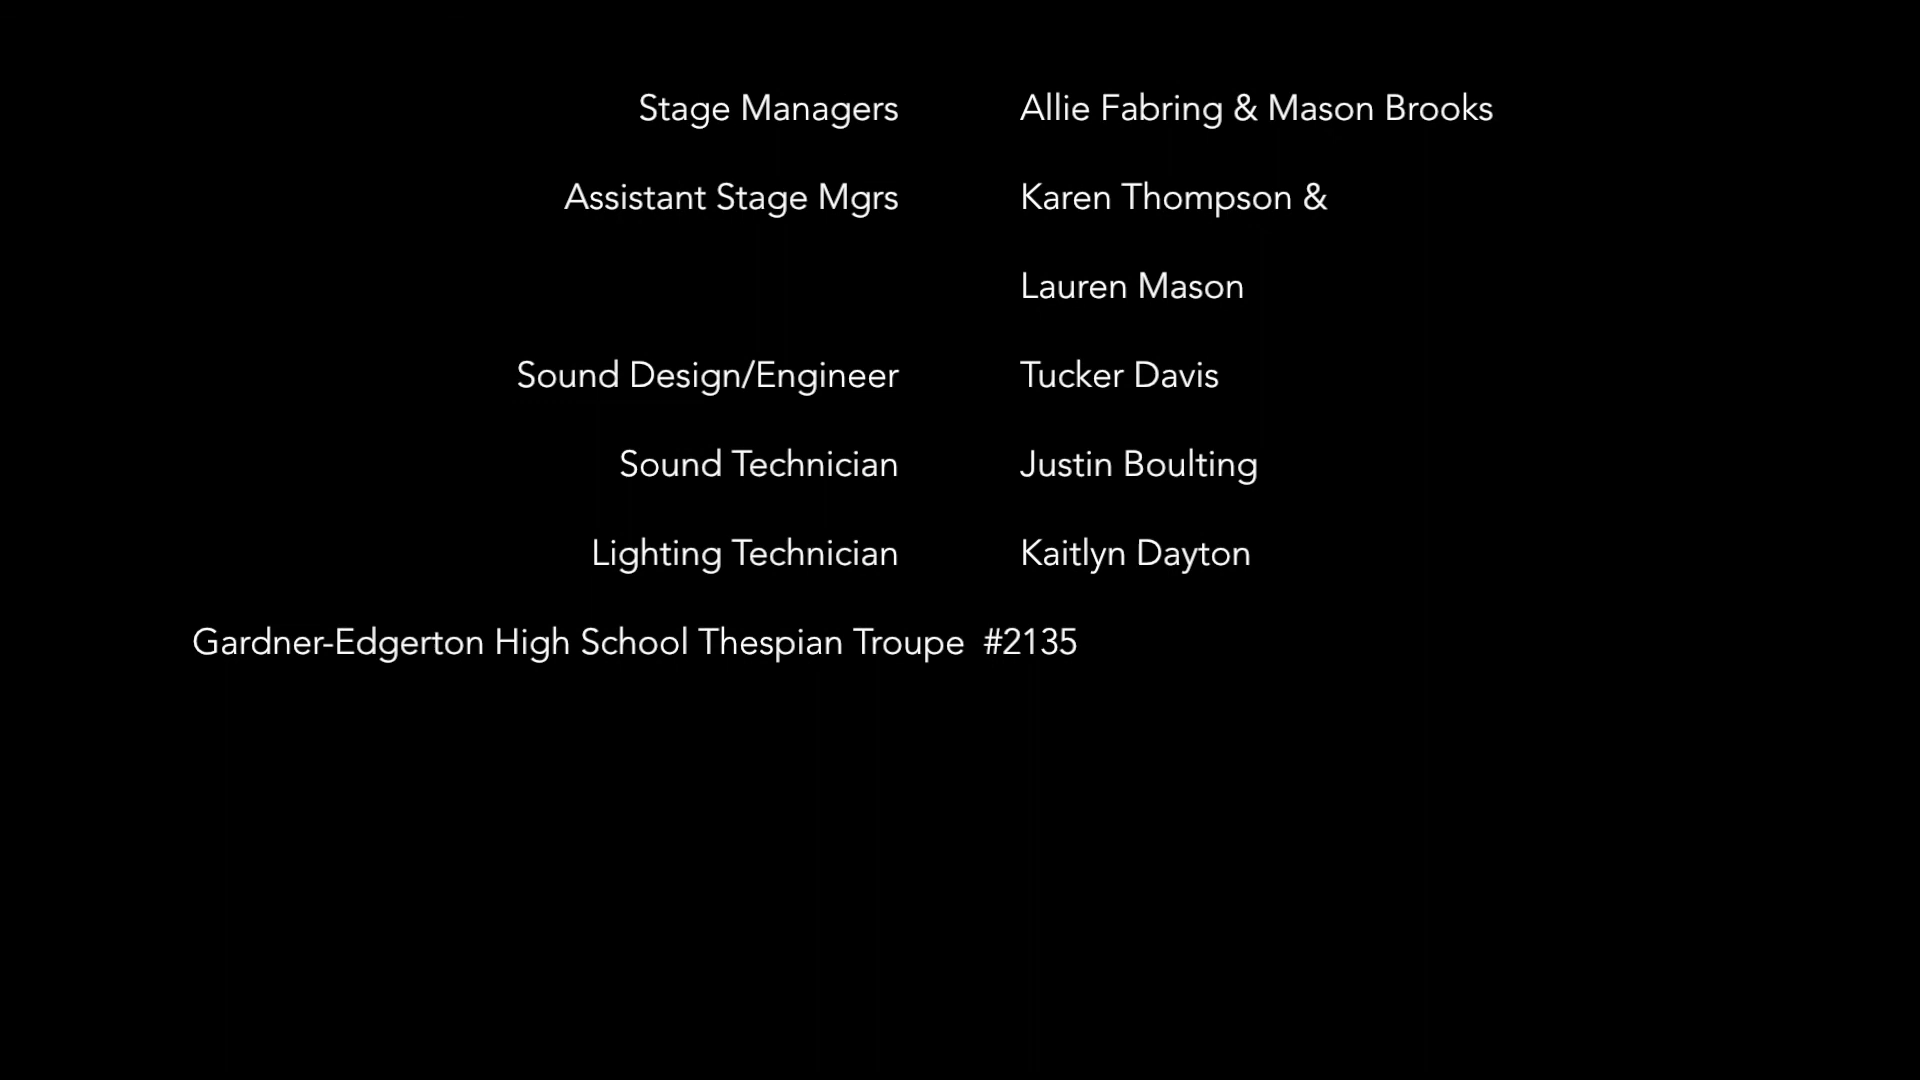 Stage Managers Allie Fabring & Mason Brooks
Assistant Stage Mgrs Karen Thompson &
Lauren Mason
Sound Design/Engineer Tucker Davis
Sound Technician Justin Boulting
Lighting Technician Kaitlyn Dayton
Gardner-Edgerton High School Thespian Troupe  #2135